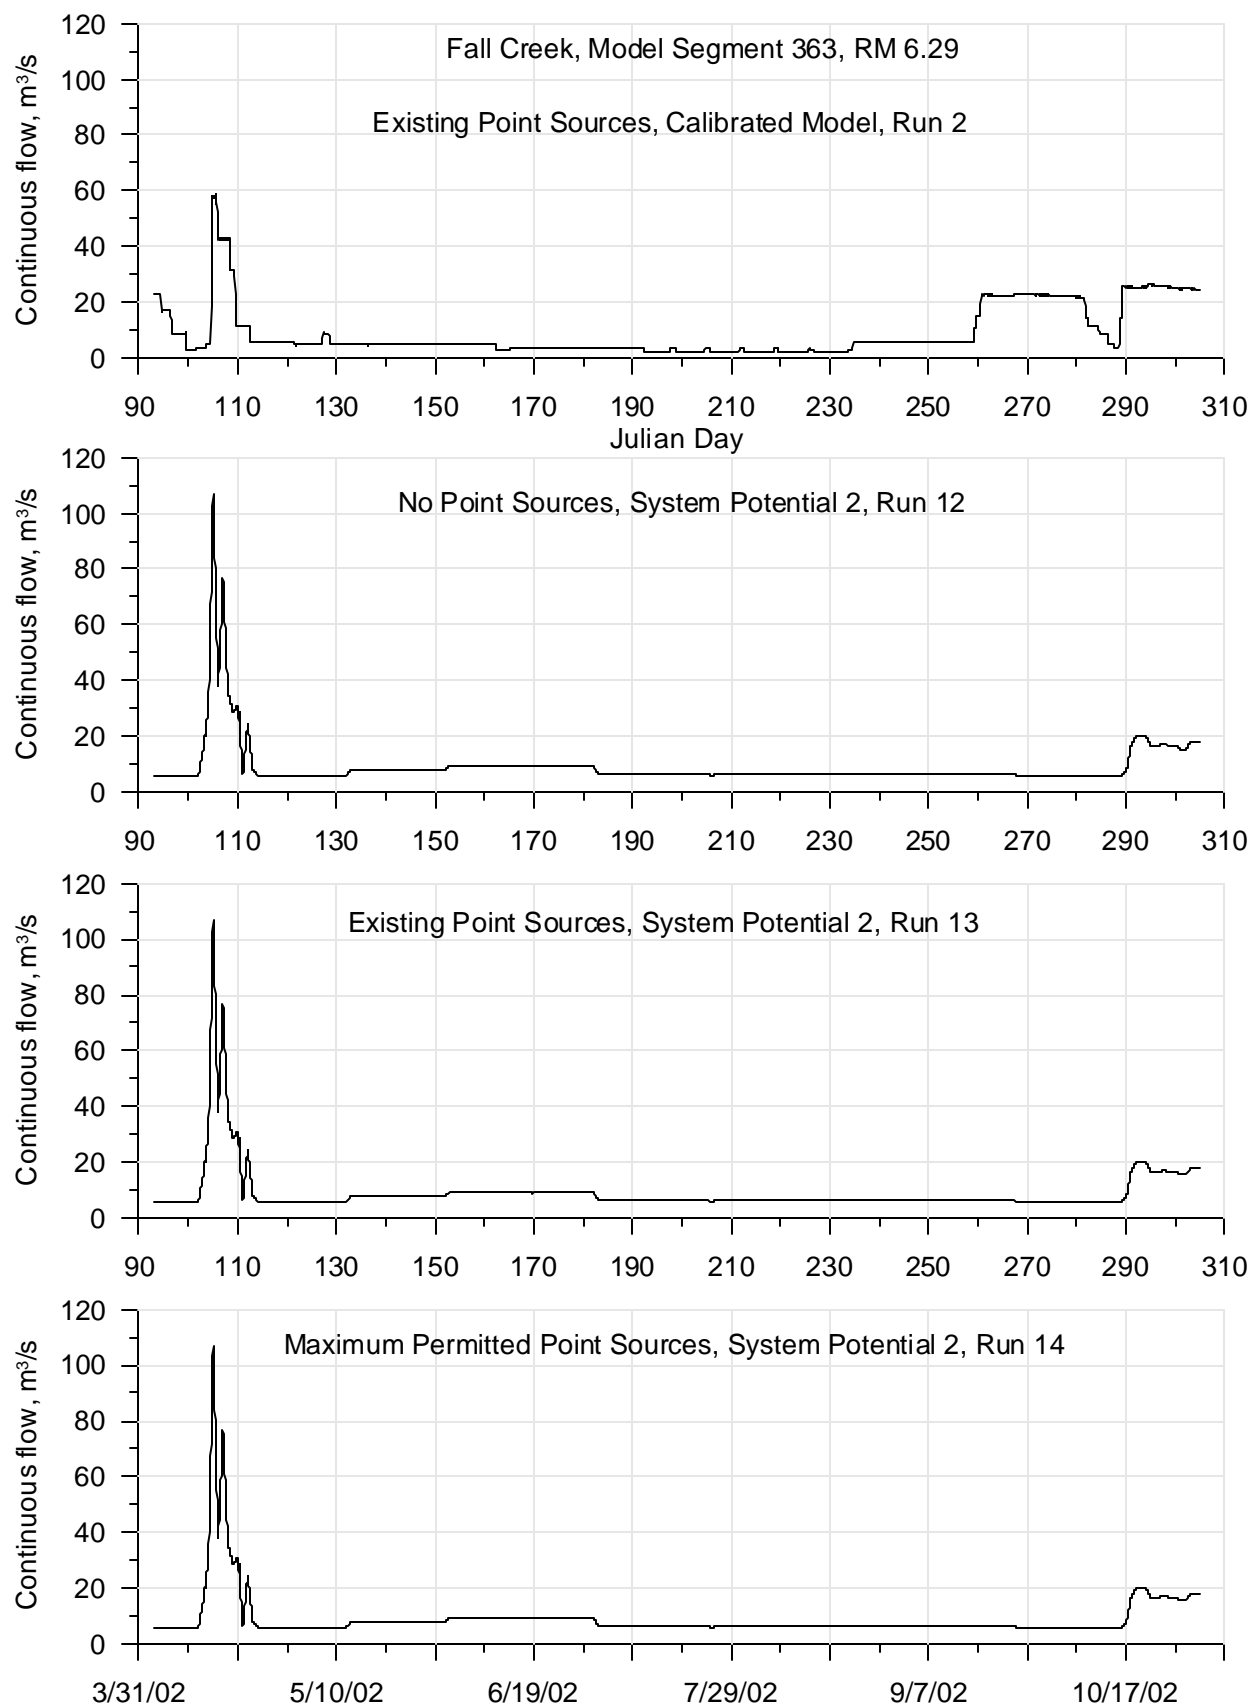 Fall Creek, Model Segment 363, RM 6.29
Existing Point Sources, Calibrated Model, Run 2
Continuous flow, m³/s
120
100
80
60
40
20
0
90 110 130 150 170 190 210 230 250 270 290 310
Julian Day
No Point Sources, System Potential 2, Run 12
Continuous flow, m³/s
120
100
80
60
40
20
0
90 110 130 150 170 190 210 230 250 270 290 310
Existing Point Sources, System Potential 2, Run 13
Continuous flow, m³/s
120
100
80
60
40
20
0
90 110 130 150 170 190 210 230 250 270 290 310
Maximum Permitted Point Sources, System Potential 2, Run 14
Continuous flow, m³/s
120
100
80
60
40
20
0
3/31/02 5/10/02 6/19/02 7/29/02 9/7/02 10/17/02